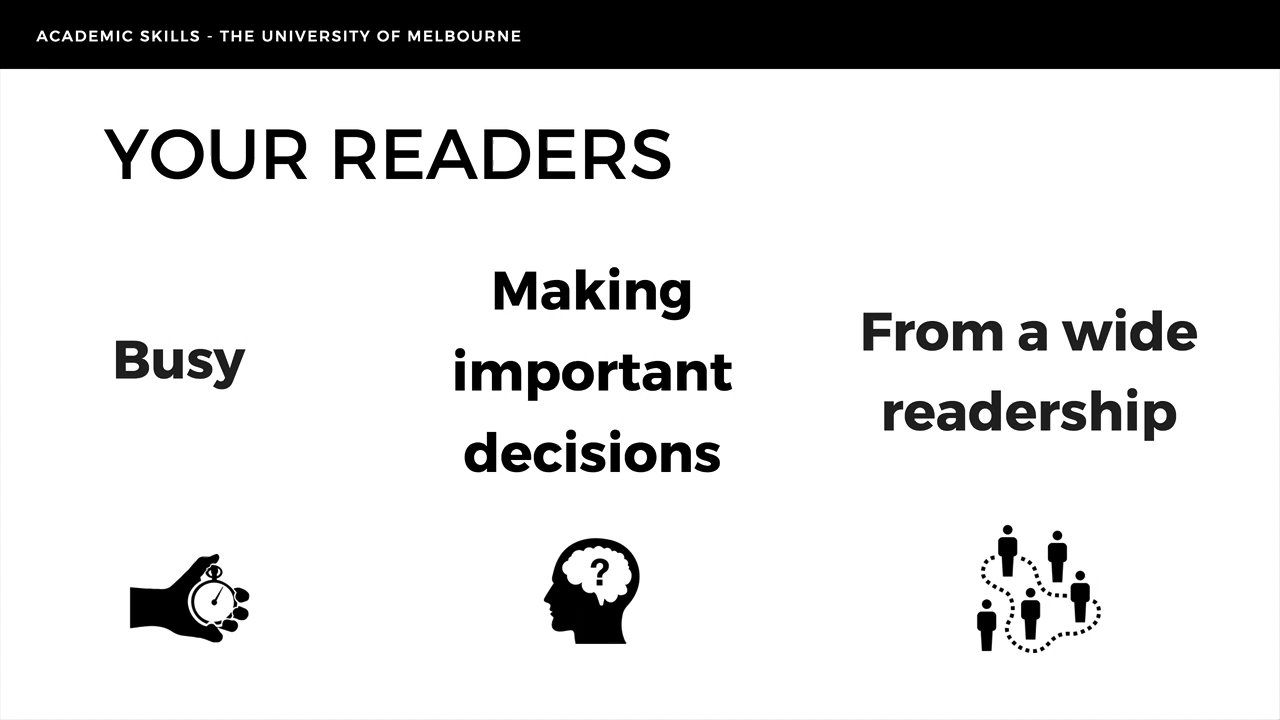 ACADEMIC SKILLS - THE UNIVERSITY OF MELBOURNE
YOUR READERS
Busy
Making
important
decisions
From a wide
readership
?